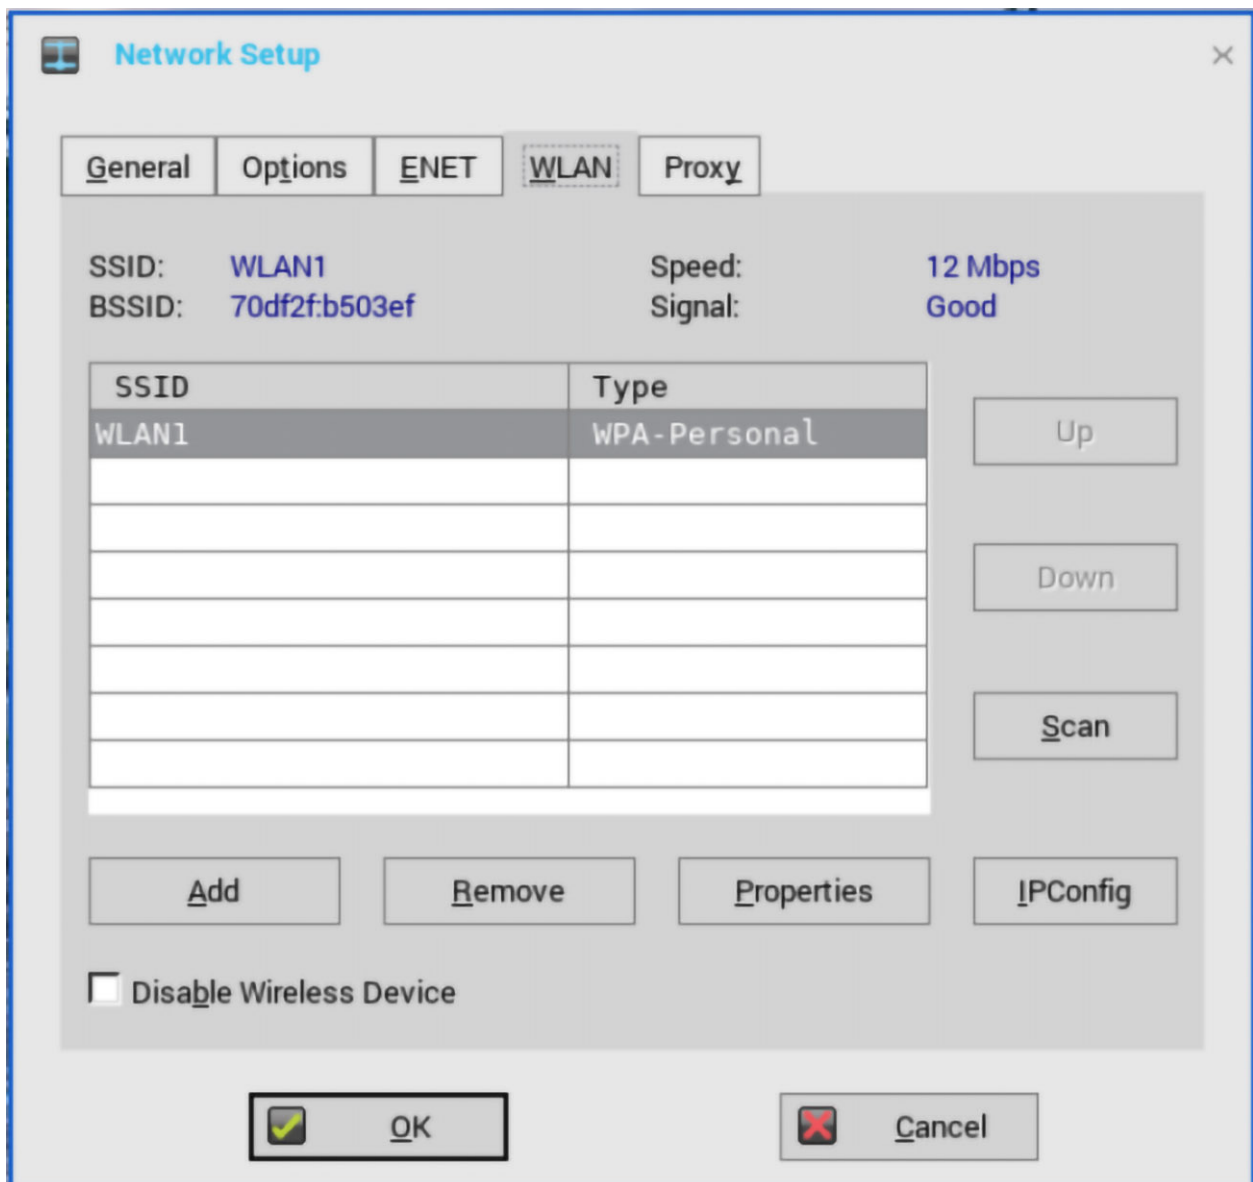 Network Setup
General Options ENET WLAN Proxy
SSID: WLAN1 Speed: 12 Mbps
BSSID: 70df2f:b503ef Signal: Good
SSID Type
WLAN1 WPA-Personal
Up
Down
Scan
Add Remove Properties IPConfig
Disable Wireless Device
OK Cancel